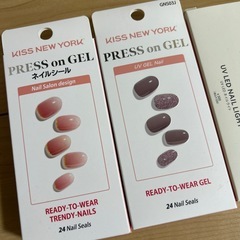 KISS NEW YORK
PRESS on GEL
ネイルシール
Nail Salon design
READY-TO-WEAR
TRENDY-NAILS
24 Nail Seals
GNS03J
KISS NEW YORK
PRESS on GEL
UV GEL Nail
READY-TO-WEAR GEL
24 Nail Seals
UV LED NAIL LIGHT